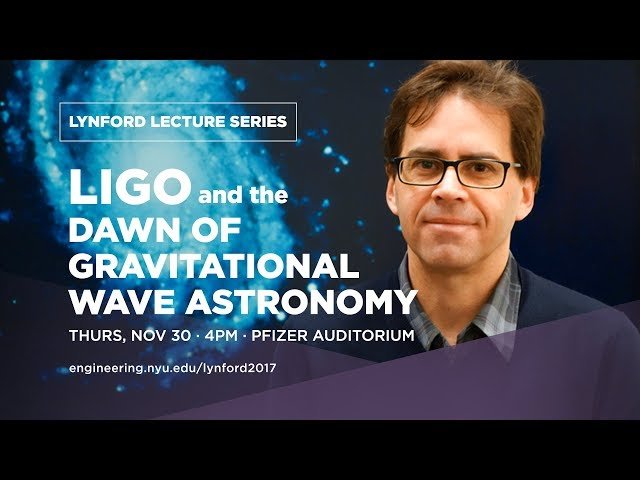 LYNFORD LECTURE SERIES
LIGO and the
DAWN OF
GRAVITATIONAL
WAVE ASTRONOMY
THURS, NOV 30 · 4PM · PFIZER AUDITORIUM
engineering.nyu.edu/lynford2017